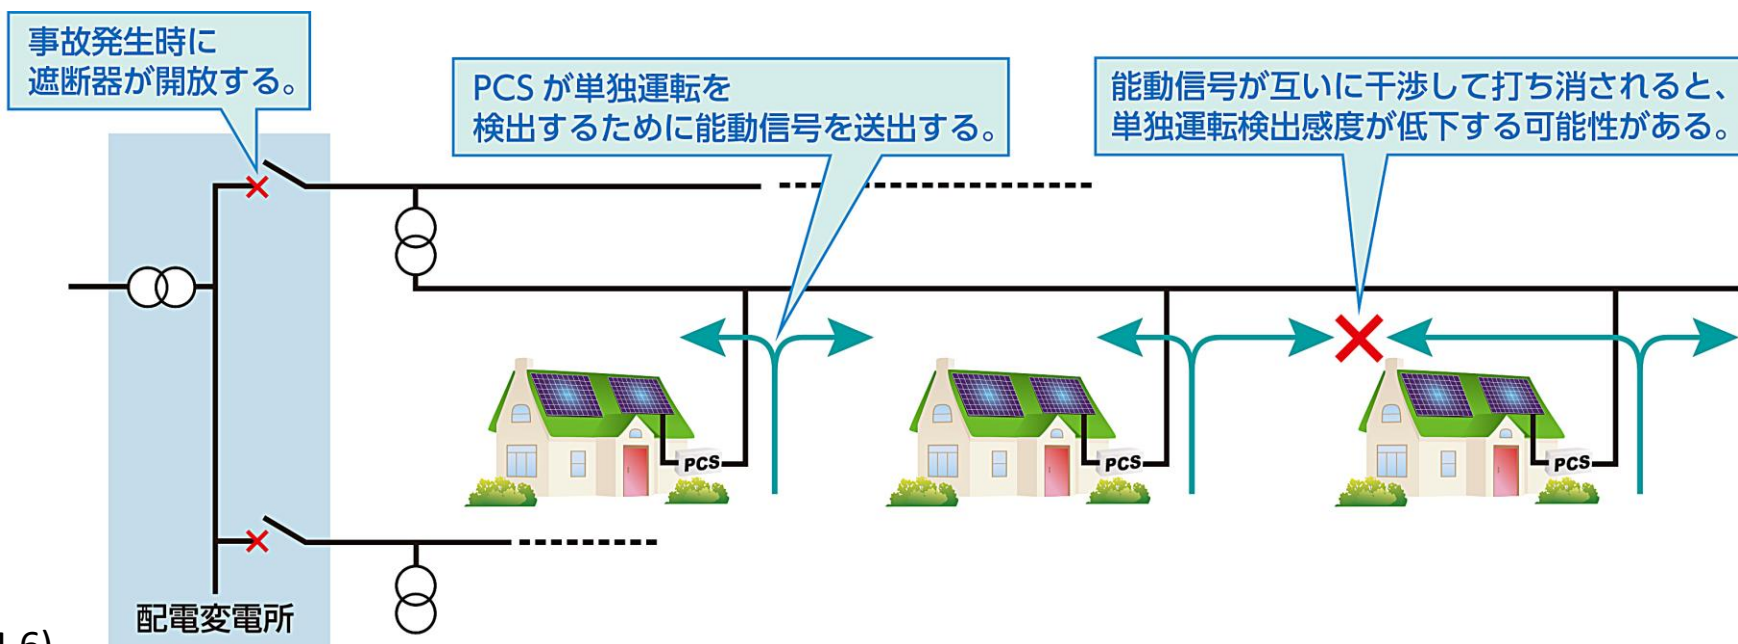 事故発生時に
遮断器が開放する。
PCS が単独運転を
検出するために能動信号を送出する。
能動信号が互いに干渉して打ち消されると、
単独運転検出感度が低下する可能性がある。
PCS
PCS
PCS
配電変電所
6)